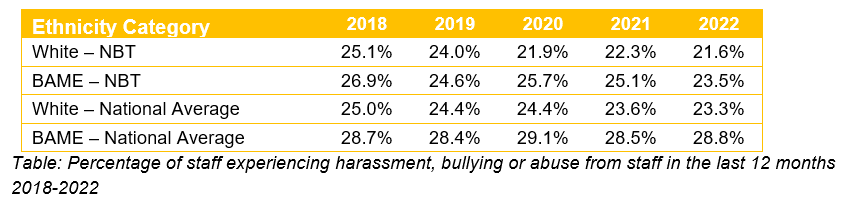 Ethnicity Category 2018 2019 2020 2021 2022
White – NBT 25.1% 24.0% 21.9% 22.3% 21.6%
BAME – NBT 26.9% 24.6% 25.7% 25.1% 23.5%
White – National Average 25.0% 24.4% 24.4% 23.6% 23.3%
BAME – National Average 28.7% 28.4% 29.1% 28.5% 28.8%
Table: Percentage of staff experiencing harassment, bullying or abuse from staff in the last 12 months
2018-2022